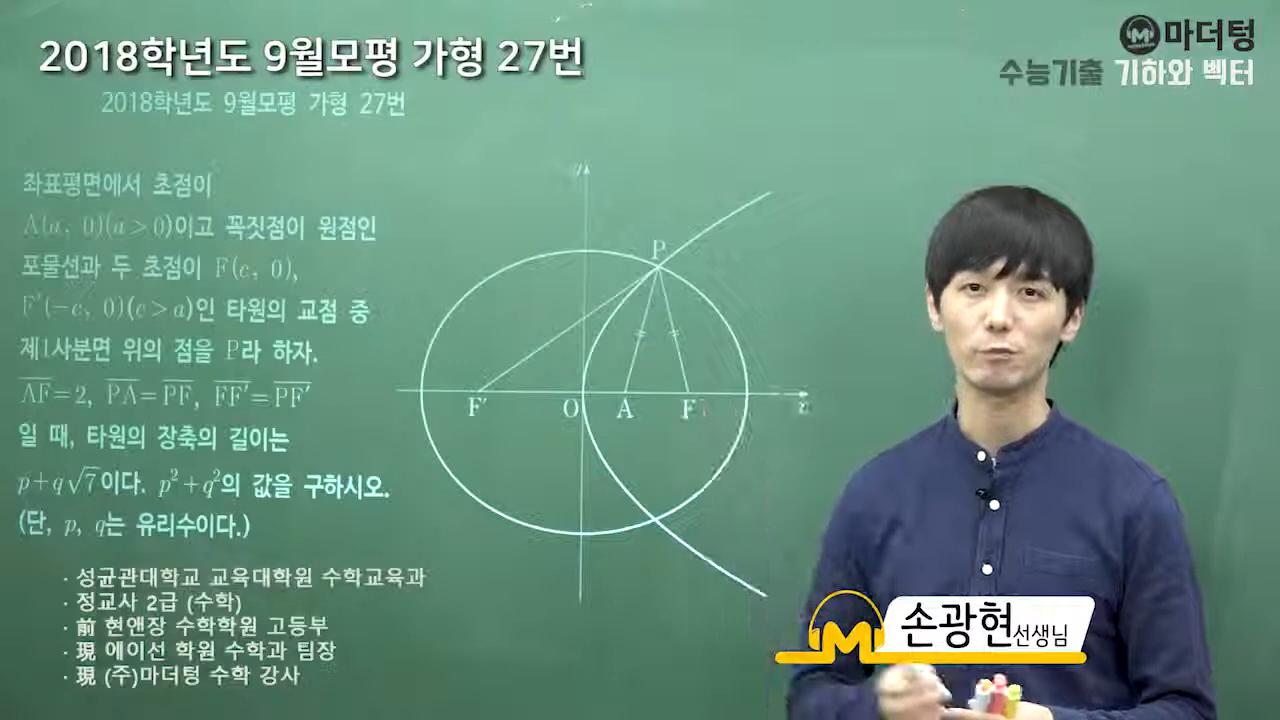 2018학년도 9월모평 가형 27번
마더텅
수능기출 기하와 벡터
2018학년도 9월모평 가형 27번
좌표평면에서 초점이
A(a, 0)(a>0)이고 꼭짓점이 원점인
포물선과 두 초점이 F(c, 0),
F′(-c, 0)(c>a)인 타원의 교점 중
제1사분면 위의 점을 P라 하자.
AF=2, PA=PF, FF′=PF′
일 때, 타원의 장축의 길이는
p+q√7이다. p²+q²의 값을 구하시오.
(단, p, q는 유리수이다.)
y
P
F′
O
A
F
x
· 성균관대학교 교육대학원 수학교육과
· 정교사 2급 (수학)
· 前 현앤장 수학학원 고등부
· 現 에이선 학원 수학과 팀장
· 現 (주)마더텅 수학 강사
손광현선생님